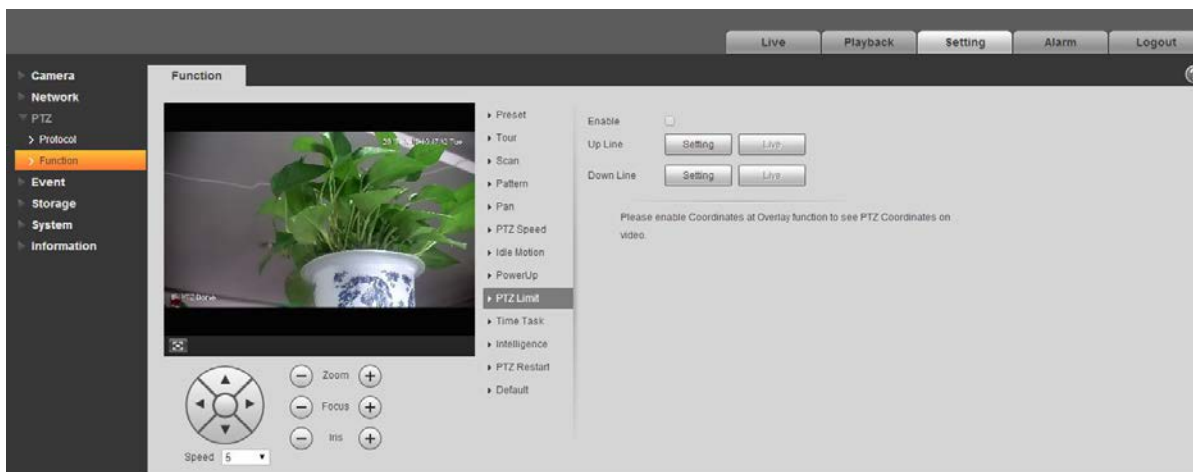 Live Playback Setting Alarm Logout
Camera
Network
PTZ
Protocol
Function
Event
Storage
System
Information
Function
PTZ Done
Zoom
Focus
Iris
Speed 5
Preset
Tour
Scan
Pattern
Pan
PTZ Speed
Idle Motion
PowerUp
PTZ Limit
Time Task
Intelligence
PTZ Restart
Default
Enable
Up Line Setting Live
Down Line Setting Live
Please enable Coordinates at Overlay function to see PTZ Coordinates on
video.